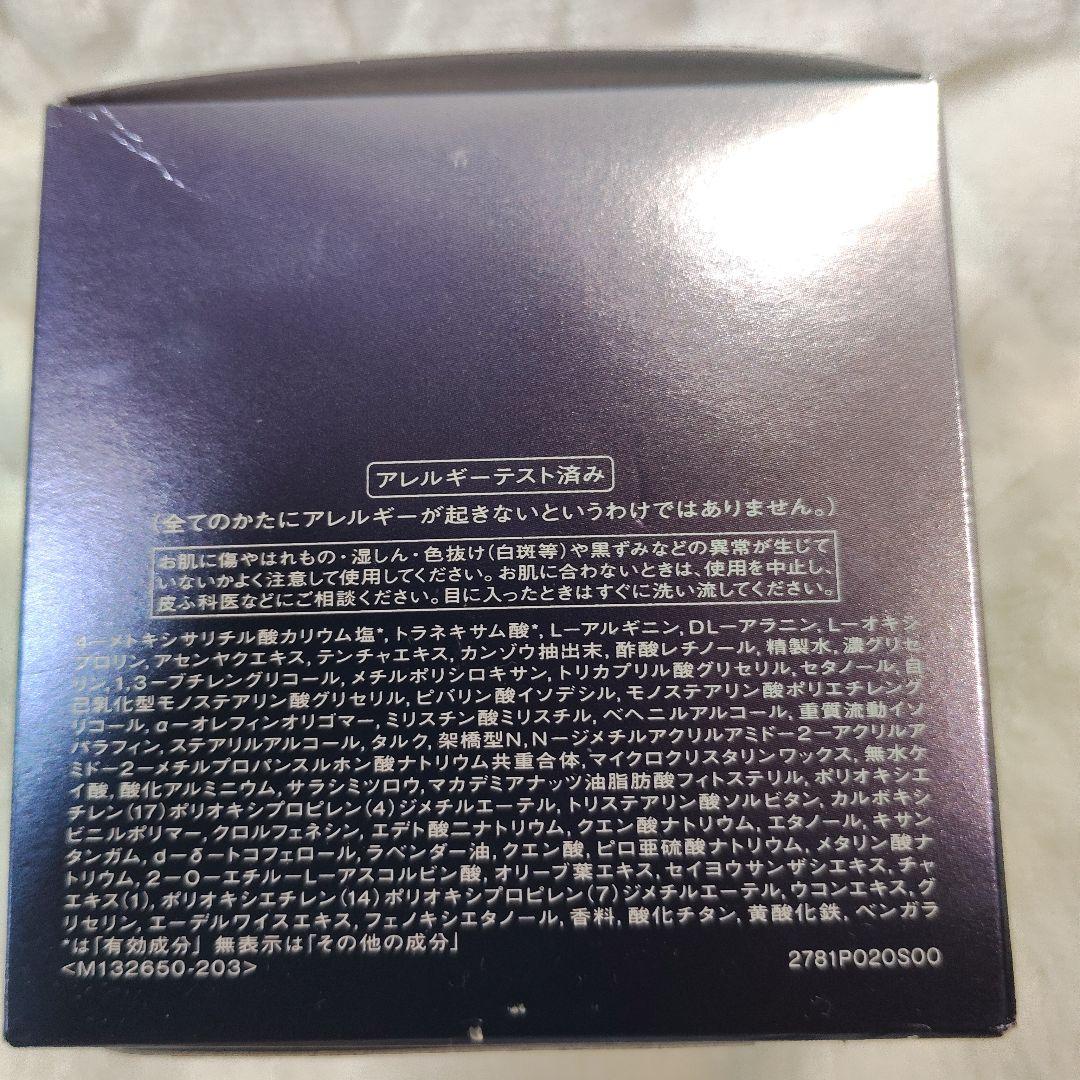 アレルギーテスト済み
(全てのかたにアレルギーが起きないというわけではありません。)
お肌に傷やはれもの・湿しん・色抜け(白斑等)や黒ずみなどの異常が生じて
いないかよく注意して使用してください。お肌に合わないときは、使用を中止し、
皮ふ科医などにご相談ください。目に入ったときはすぐに洗い流してください。
4-メトキシサリチル酸カリウム塩*, トラネキサム酸*, L-アルギニン, DL-アラニン, L-オキシ
プロリン, アセンヤクエキス, テンチャエキス, カンゾウ抽出末, 酢酸レチノール, 精製水, 濃グリセ
リン, 1,3-ブチレングリコール, メチルポリシロキサン, トリカプリル酸グリセリル, セタノール, 自
己乳化型モノステアリン酸グリセリル, ピバリン酸イソデシル, モノステアリン酸ポリエチレング
リコール, α-オレフィンオリゴマー, ミリスチン酸ミリスチル, ベヘニルアルコール, 重質流動イソ
パラフィン, ステアリルアルコール, タルク, 架橋型N,N-ジメチルアクリルアミド-2-アクリルア
ミド-2-メチルプロパンスルホン酸ナトリウム共重合体, マイクロクリスタリンワックス, 無水ケ
イ酸, 酸化アルミニウム, サラシミツロウ, マカデミアナッツ油脂肪酸フィトステリル, ポリオキシエ
チレン(17)ポリオキシプロピレン(4)ジメチルエーテル, トリステアリン酸ソルビタン, カルボキシ
ビニルポリマー, クロルフェネシン, エデト酸二ナトリウム, クエン酸ナトリウム, エタノール, キサン
タンガム, d-δ-トコフェロール, ラベンダー油, クエン酸, ピロ亜硫酸ナトリウム, メタリン酸ナ
トリウム, 2-O-エチル-L-アスコルビン酸, オリーブ葉エキス, セイヨウサンザシエキス, チャ
エキス(1), ポリオキシエチレン(14)ポリオキシプロピレン(7)ジメチルエーテル, ウコンエキス, グ
リセリン, エーデルワイスエキス, フェノキシエタノール, 香料, 酸化チタン, 黄酸化鉄, ベンガラ
*は「有効成分」 無表示は「その他の成分」
<M132650-203>
2781P020S00